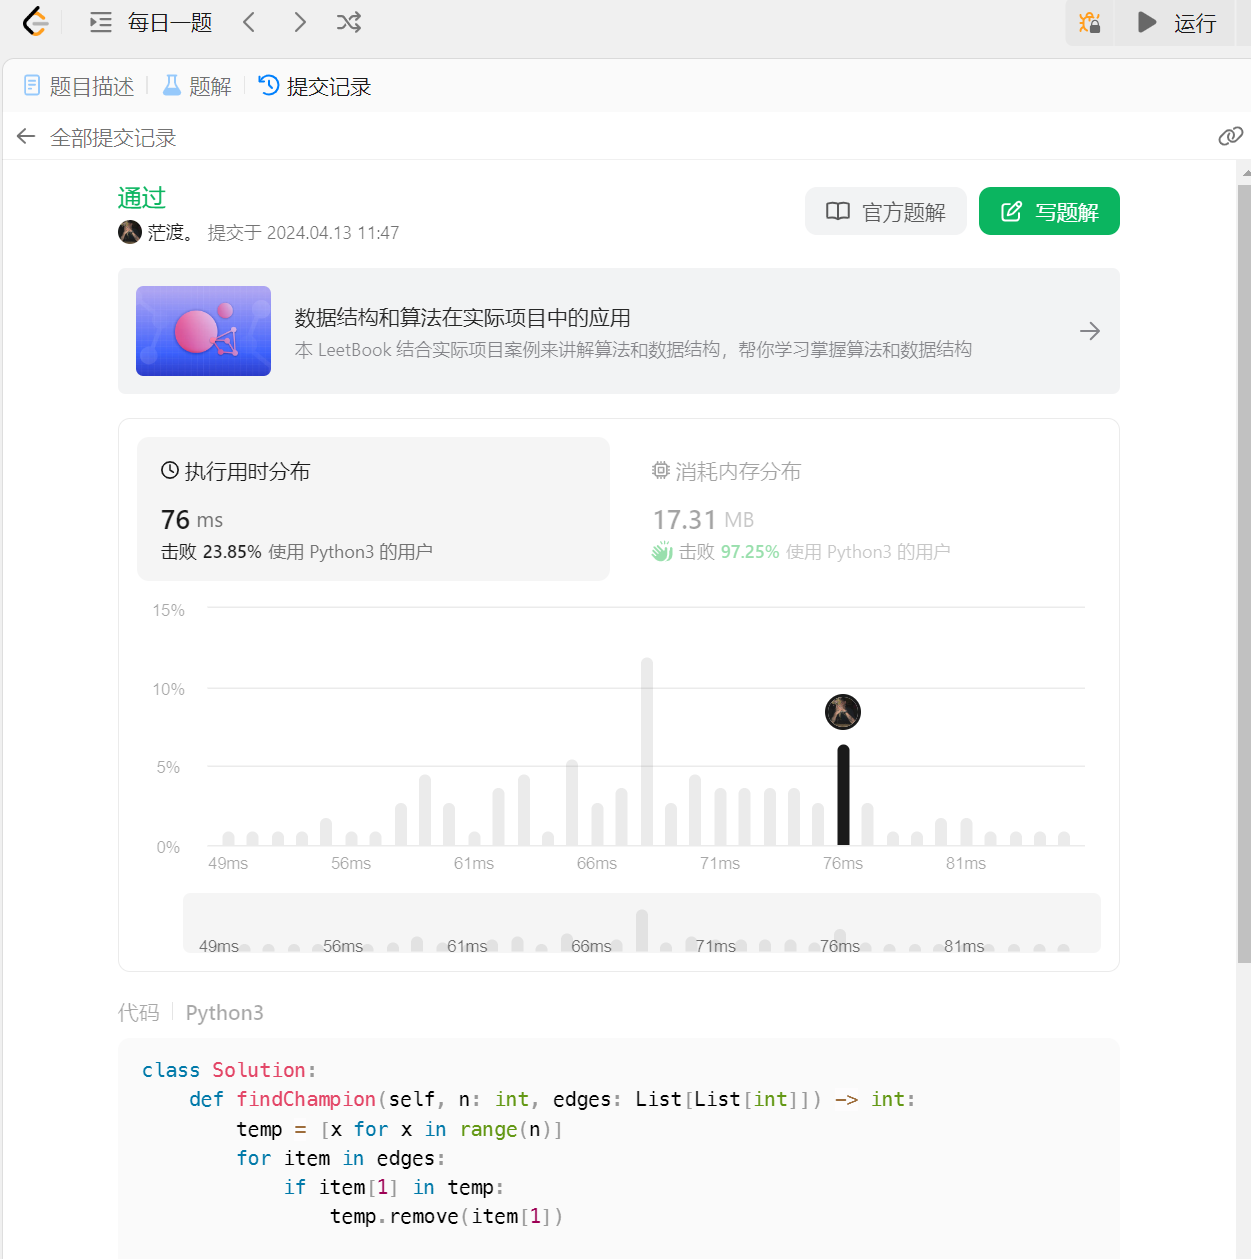 每日一题
运行
题目描述
题解
提交记录
全部提交记录
通过
官方题解
写题解
茫渡。 提交于 2024.04.13 11:47
数据结构和算法在实际项目中的应用
本 LeetBook 结合实际项目案例来讲解算法和数据结构，帮你学习掌握算法和数据结构
执行用时分布
76 ms
击败 23.85% 使用 Python3 的用户
消耗内存分布
17.31 MB
击败 97.25% 使用 Python3 的用户
15%
10%
5%
0%
49ms 56ms 61ms 66ms 71ms 76ms 81ms
49ms 56ms 61ms 66ms 71ms 76ms 81ms
代码 Python3
class Solution:
    def findChampion(self, n: int, edges: List[List[int]]) -> int:
        temp = [x for x in range(n)]
        for item in edges:
            if item[1] in temp:
                temp.remove(item[1])